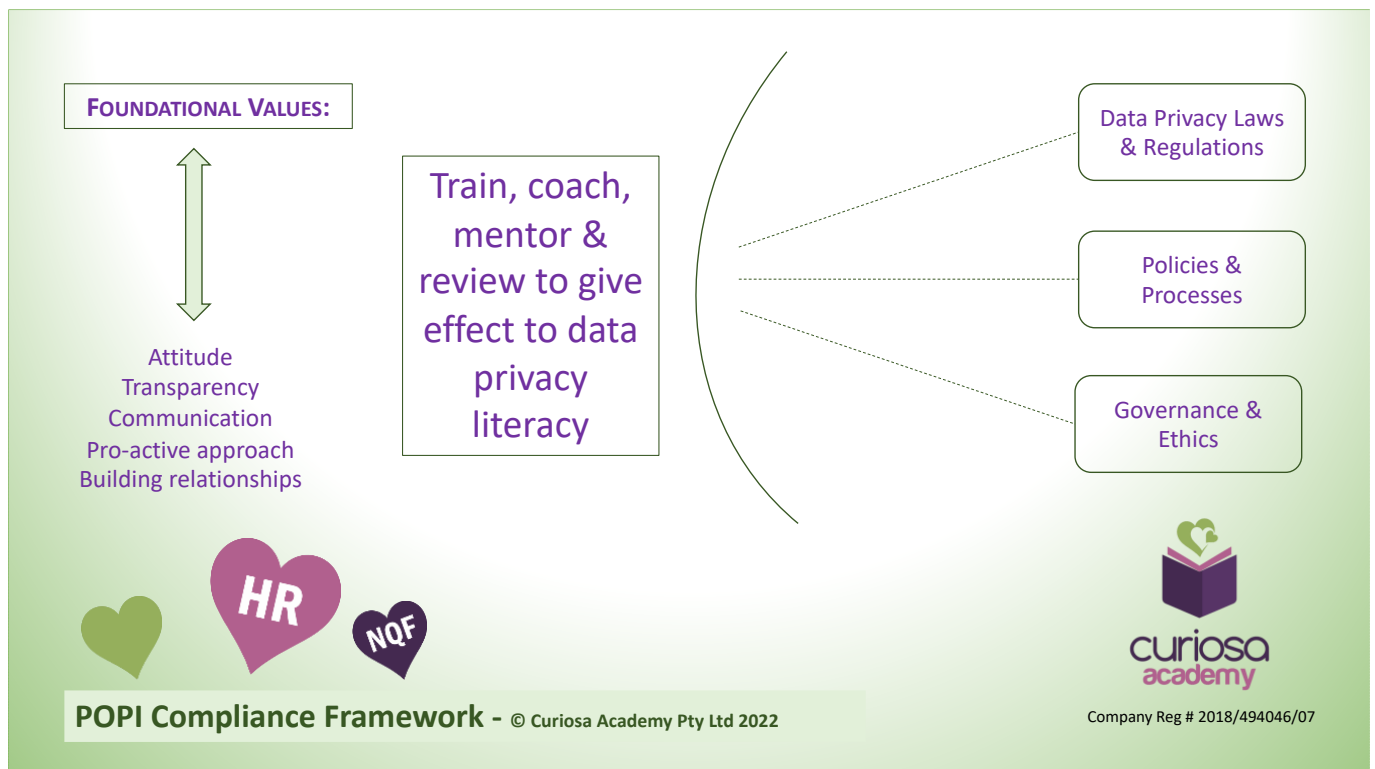 FOUNDATIONAL VALUES:
Attitude
Transparency
Communication
Pro-active approach
Building relationships
Train, coach,
mentor &
review to give
effect to data
privacy
literacy
Data Privacy Laws
& Regulations
Policies &
Processes
Governance &
Ethics
HR
NQF
curiosa
academy
POPI Compliance Framework - © Curiosa Academy Pty Ltd 2022
Company Reg # 2018/494046/07